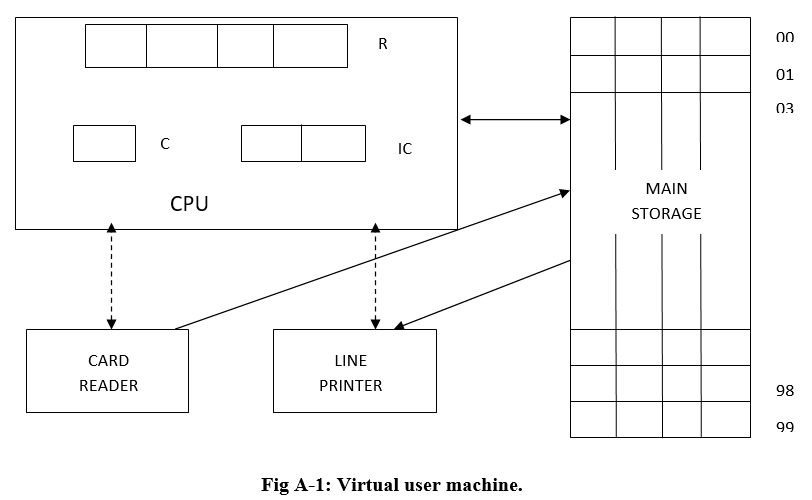 R
00
01
03
C
IC
CPU
MAIN
STORAGE
CARD
READER
LINE
PRINTER
98
99
Fig A-1: Virtual user machine.